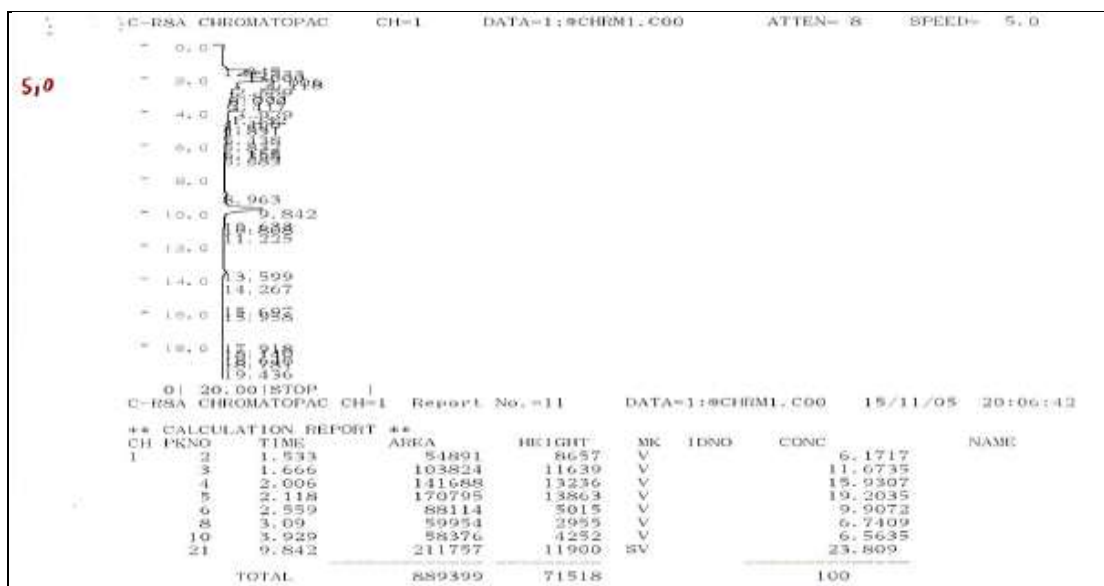 C-R8A CHROMATOPAC CH=1 DATA=1:@CHRM1.C00 ATTEN= 8 SPEED= 5.0
0.0
5,0
2.0
4.0
6.0
8.0
8.963
10.0
9.842
11.225
12.0
13.599
14.0
14.267
16.0
18.0
19.436
0| 20.00|STOP |
C-R8A CHROMATOPAC CH=1 Report No.=11 DATA=1:@CHRM1.C00 15/11/05 20:06:42
** CALCULATION REPORT **
CH PKNO TIME AREA HEIGHT MK IDNO CONC NAME
1 2 1.533 54891 8657 V 6.1717
3 1.666 103824 11639 V 11.6735
4 2.006 141688 13236 V 15.9307
5 2.118 170795 13863 V 19.2035
6 2.559 88114 5015 V 9.9072
8 3.09 59954 2955 V 6.7409
10 3.929 58376 4252 V 6.5635
21 9.842 211757 11900 SV 23.809
TOTAL 889399 71518 100